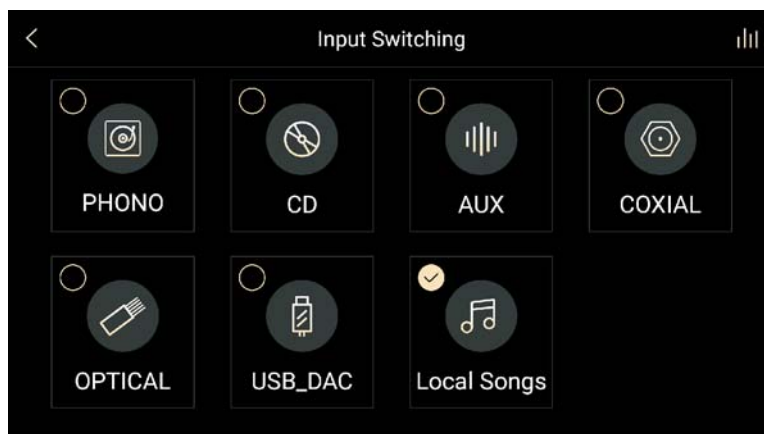 Input Switching
PHONO
CD
AUX
COXIAL
OPTICAL
USB_DAC
Local Songs